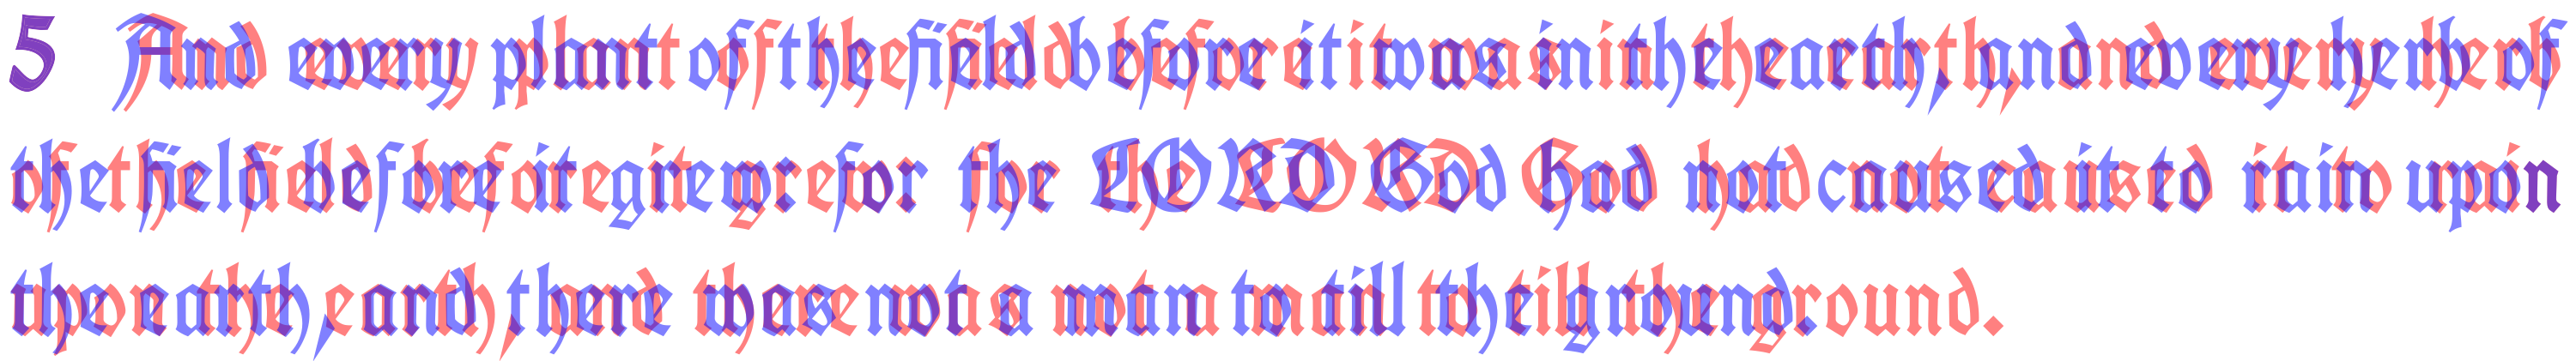 5 And every plant of the field before it was in the earth, and every herb of
the field before it grew: for the LORD God had not caused it to rain upon
the earth, and there was not a man to till the ground.